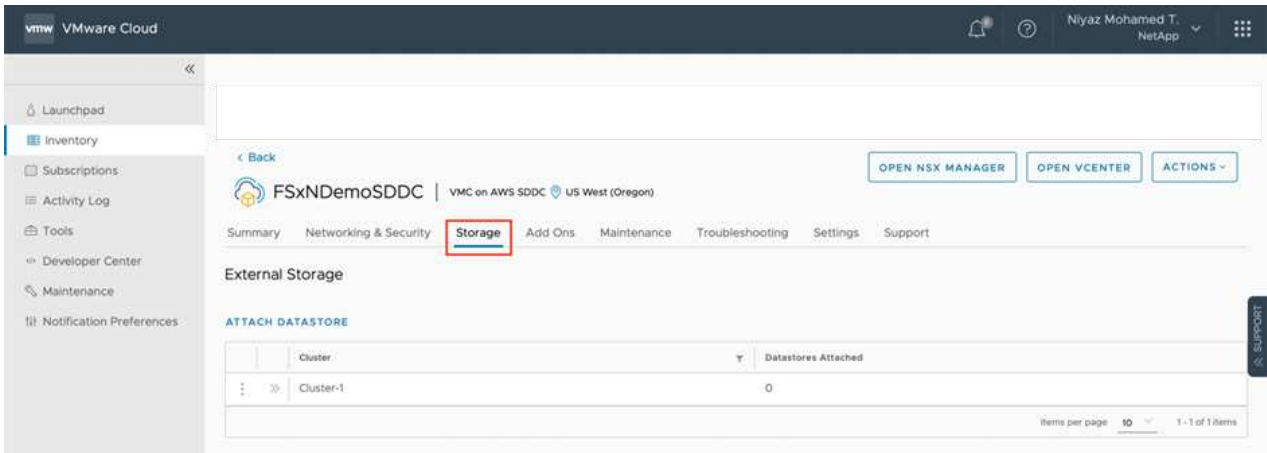 vmw VMware Cloud
Niyaz Mohamed T.
NetApp
Launchpad
Inventory
Subscriptions
Activity Log
Tools
Developer Center
Maintenance
Notification Preferences
< Back
FSxNDemoSDDC | VMC on AWS SDDC US West (Oregon)
OPEN NSX MANAGER
OPEN VCENTER
ACTIONS
Summary Networking & Security Storage Add Ons Maintenance Troubleshooting Settings Support
External Storage
ATTACH DATASTORE
Cluster Datastores Attached
Cluster-1 0
Items per page 10 1 - 1 of 1 items
SUPPORT